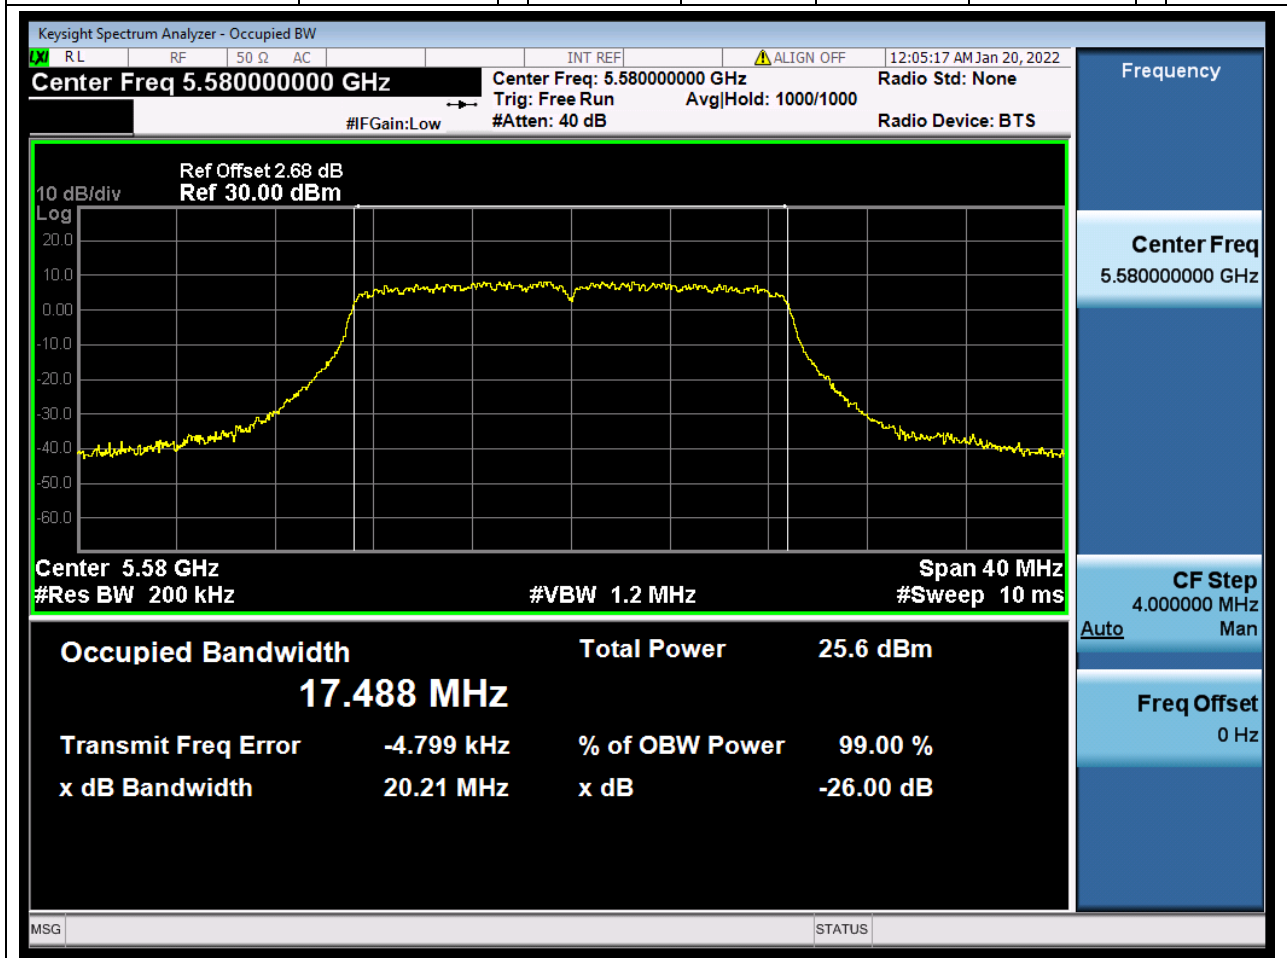 Keysight Spectrum Analyzer - Occupied BW
LXI RL RF 50 Ω AC INT REF ALIGN OFF 12:05:17 AM Jan 20, 2022
Center Freq 5.580000000 GHz
#IFGain:Low
Center Freq: 5.580000000 GHz
Trig: Free Run Avg|Hold: 1000/1000
#Atten: 40 dB
Radio Std: None
Radio Device: BTS
Ref Offset 2.68 dB
10 dB/div Ref 30.00 dBm
Log
20.0
10.0
0.00
-10.0
-20.0
-30.0
-40.0
-50.0
-60.0
Center 5.58 GHz Span 40 MHz
#Res BW 200 kHz #VBW 1.2 MHz #Sweep 10 ms
Occupied Bandwidth Total Power 25.6 dBm
17.488 MHz
Transmit Freq Error -4.799 kHz % of OBW Power 99.00 %
x dB Bandwidth 20.21 MHz x dB -26.00 dB
MSG STATUS
Frequency
Center Freq
5.580000000 GHz
CF Step
4.000000 MHz
Auto Man
Freq Offset
0 Hz